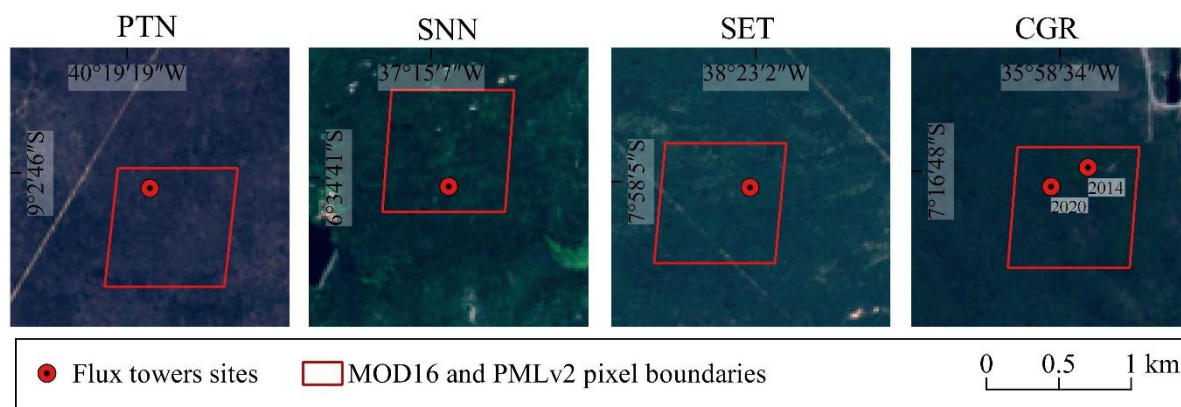 PTN
SNN
SET
CGR
40°19'19"W
37°15'7"W
38°23'2"W
35°58'34"W
9°2'46"S
6°34'41"S
7°58'5"S
7°16'48"S
2014
2020
Flux towers sites
MOD16 and PMLv2 pixel boundaries
0 0.5 1 km